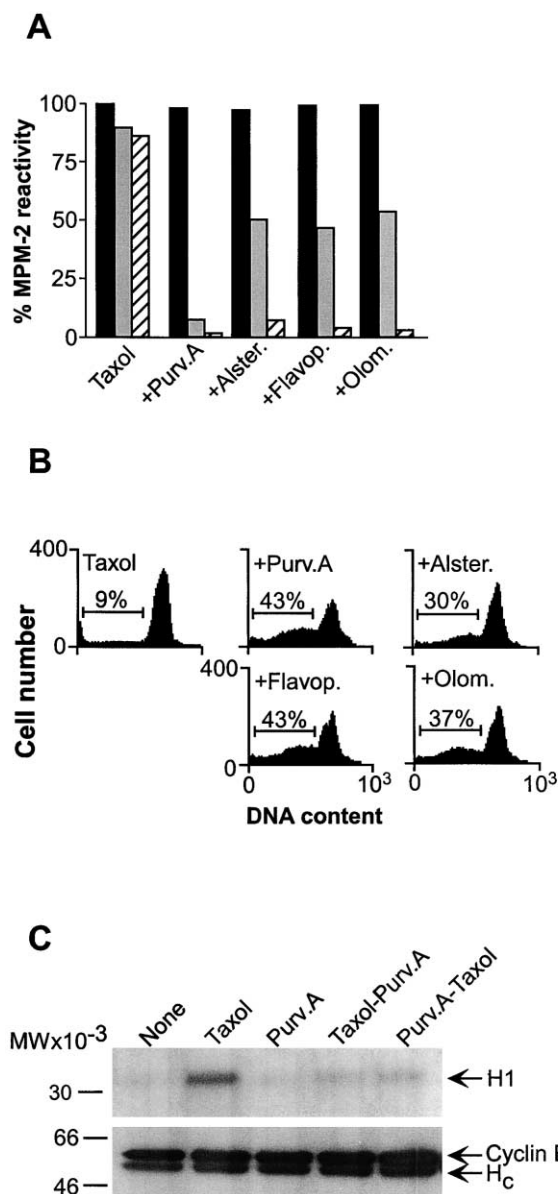 A
% MPM-2 reactivity
100
75
50
25
0
Taxol
+Purv.A
+Alster.
+Flavop.
+Olom.
B
Cell number
400
0
Taxol
9%
+Purv.A
43%
+Alster.
30%
400
0
+Flavop.
43%
+Olom.
37%
0
10³
0
10³
DNA content
C
MWx10⁻³
None
Taxol
Purv.A
Taxol-Purv.A
Purv.A-Taxol
30
H1
66
Cyclin
46
Hc